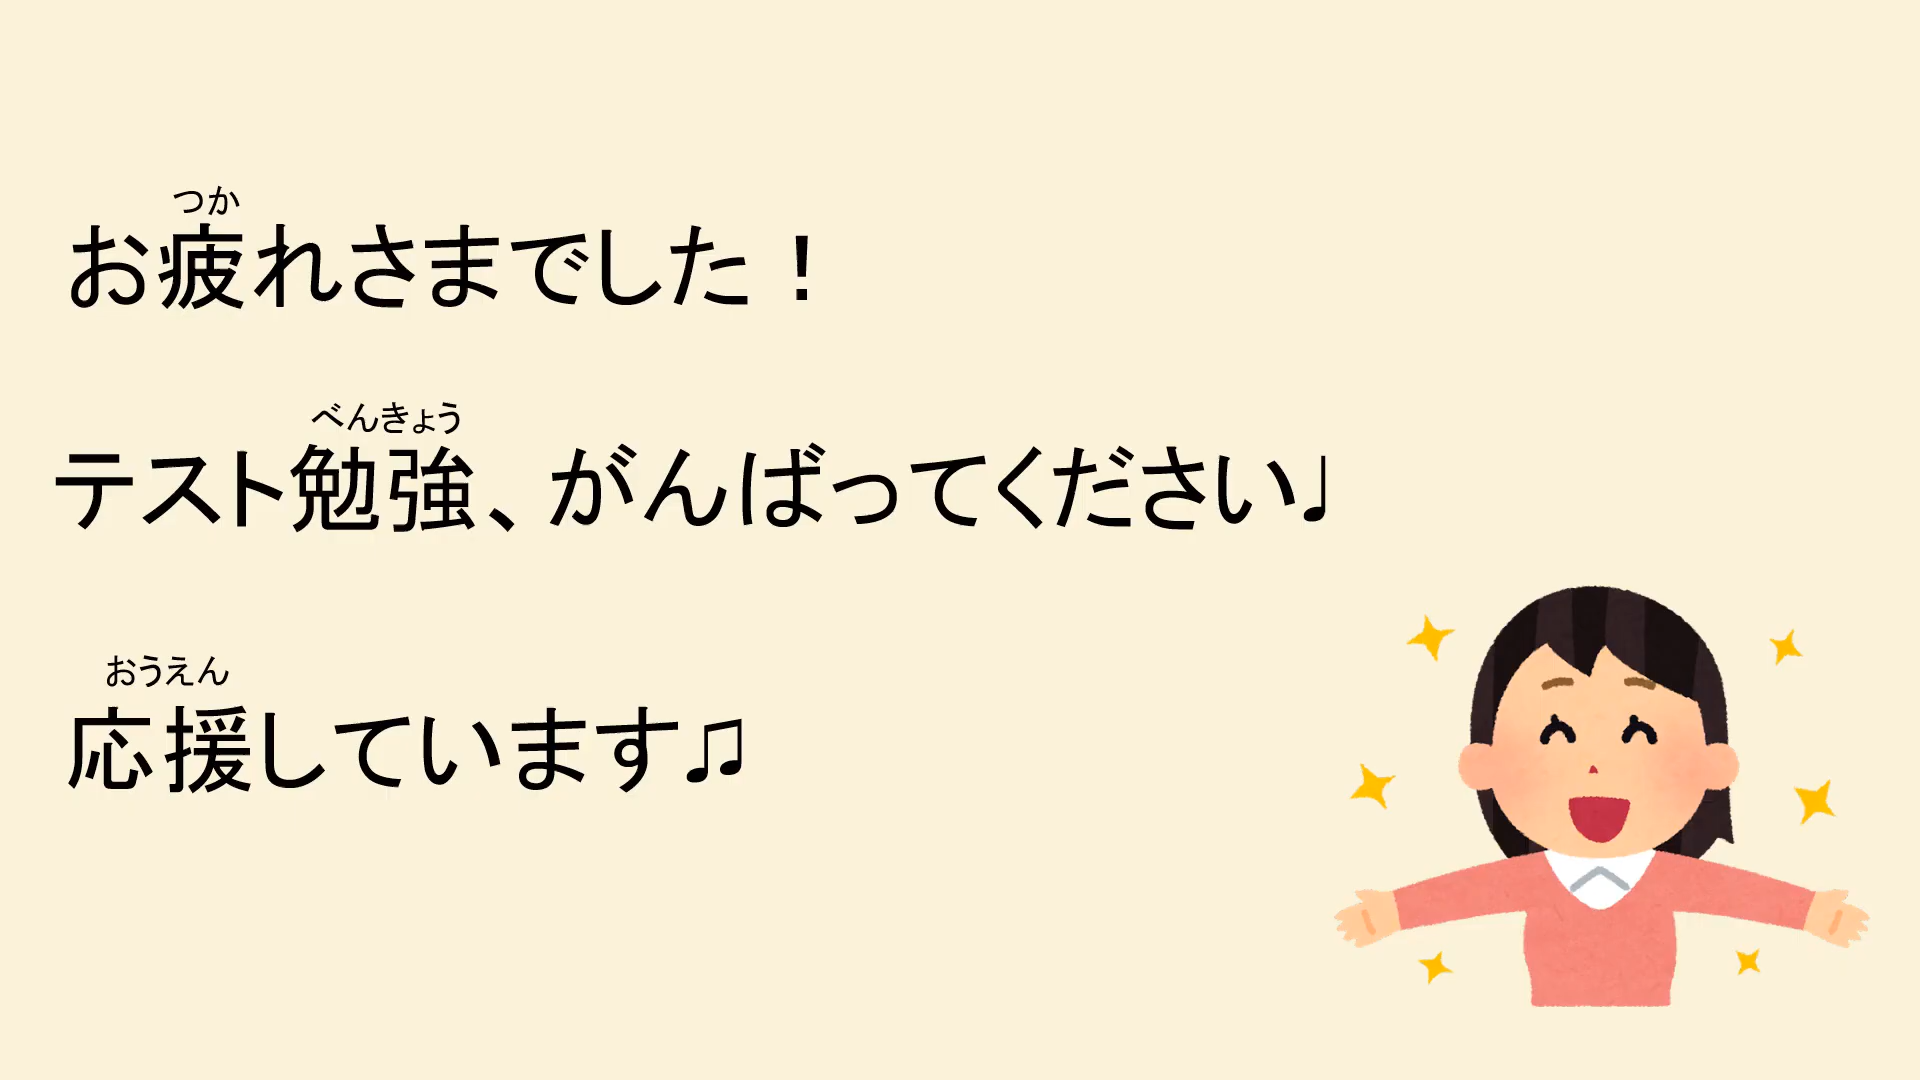 つか
お疲れさまでした！
べんきょう
テスト勉強、がんばってください♩
おうえん
応援しています♫